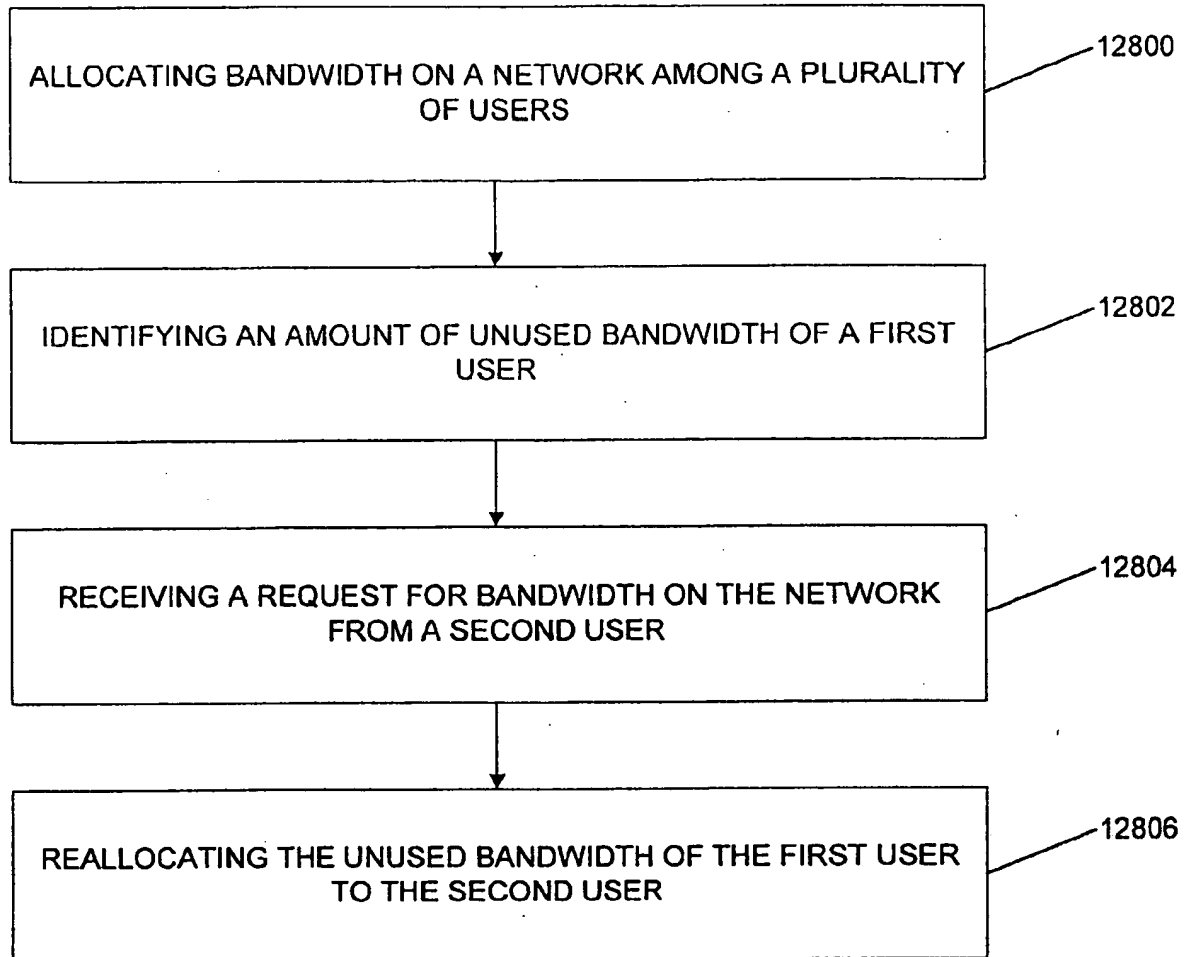 ALLOCATING BANDWIDTH ON A NETWORK AMONG A PLURALITY
OF USERS
12800
IDENTIFYING AN AMOUNT OF UNUSED BANDWIDTH OF A FIRST
USER
12802
RECEIVING A REQUEST FOR BANDWIDTH ON THE NETWORK
FROM A SECOND USER
12804
REALLOCATING THE UNUSED BANDWIDTH OF THE FIRST USER
TO THE SECOND USER
12806